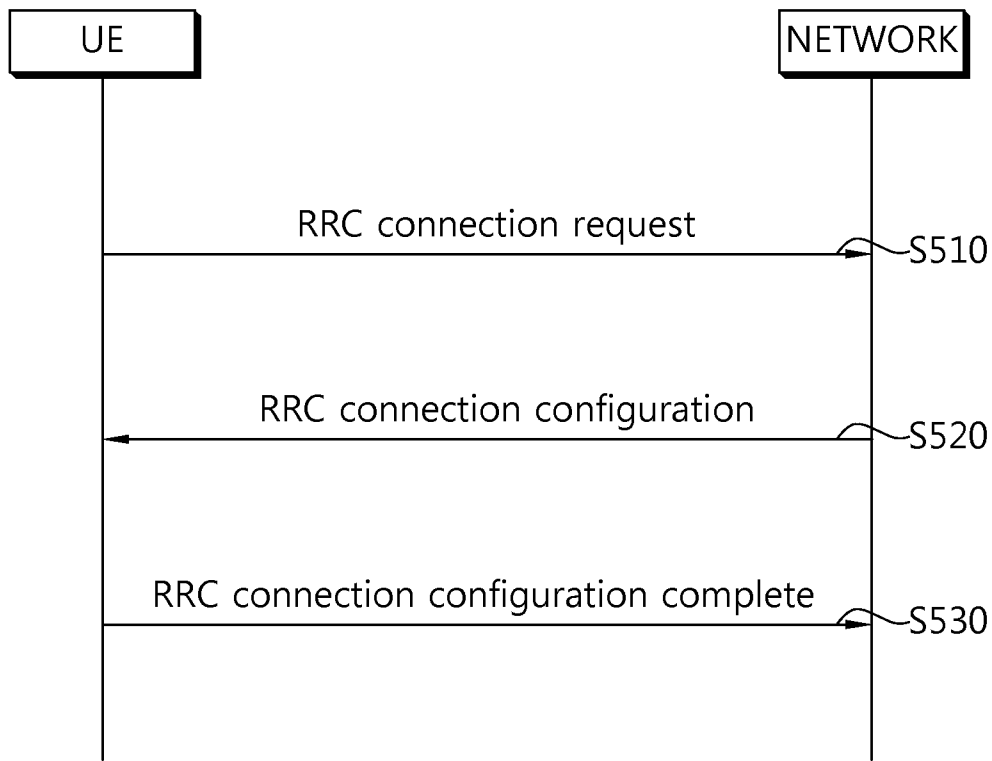 UE
NETWORK
RRC connection request
S510
RRC connection configuration
S520
RRC connection configuration complete
S530